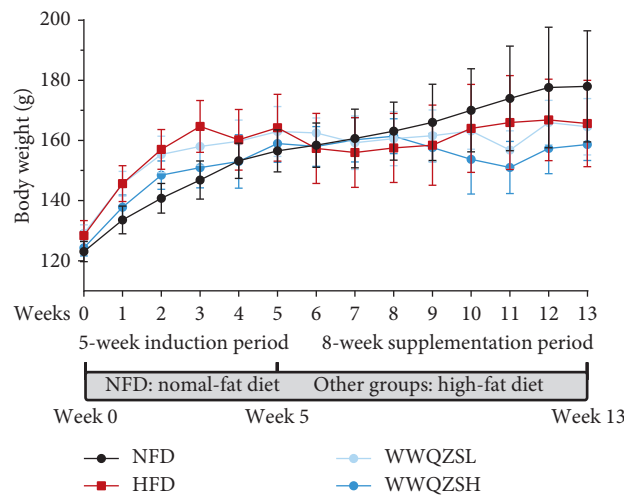 Body weight (g)
200
180
160
140
120
Weeks 0 1 2 3 4 5 6 7 8 9 10 11 12 13
5-week induction period 8-week supplementation period
NFD: nomal-fat diet Other groups: high-fat diet
Week 0 Week 5 Week 13
NFD WWQZSL
HFD WWQZSH